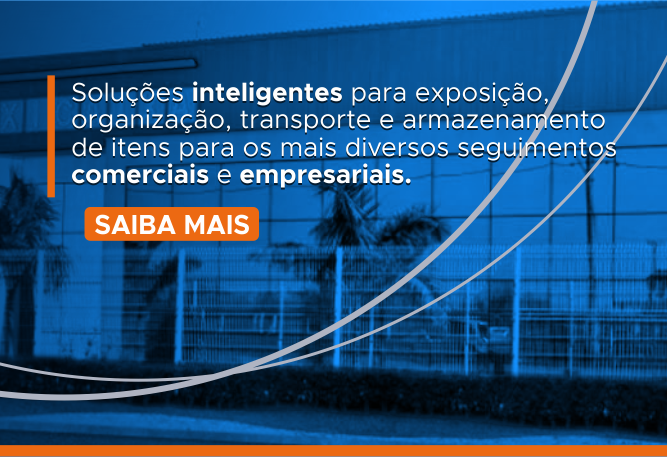 Soluções inteligentes para exposição,
organização, transporte e armazenamento
de itens para os mais diversos seguimentos
comerciais e empresariais.
SAIBA MAIS